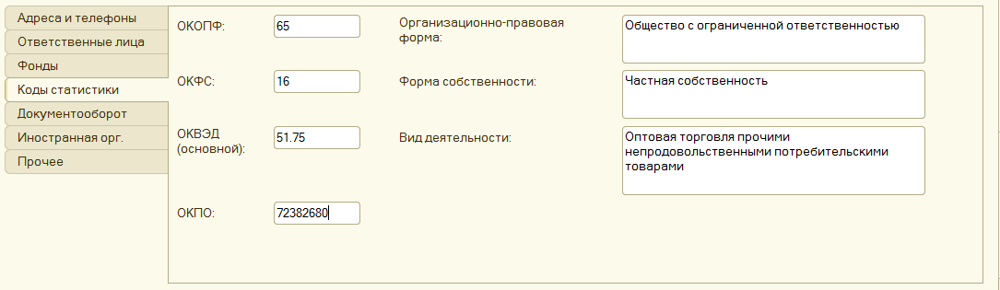 Адреса и телефоны
Ответственные лица
Фонды
Коды статистики
Документооборот
Иностранная орг.
Прочее
ОКОПФ:
65
Организационно-правовая
форма:
Общество с ограниченной ответственностью
ОКФС:
16
Форма собственности:
Частная собственность
ОКВЭД
(основной):
51.75
Вид деятельности:
Оптовая торговля прочими
непродовольственными потребительскими
товарами
ОКПО:
72382680